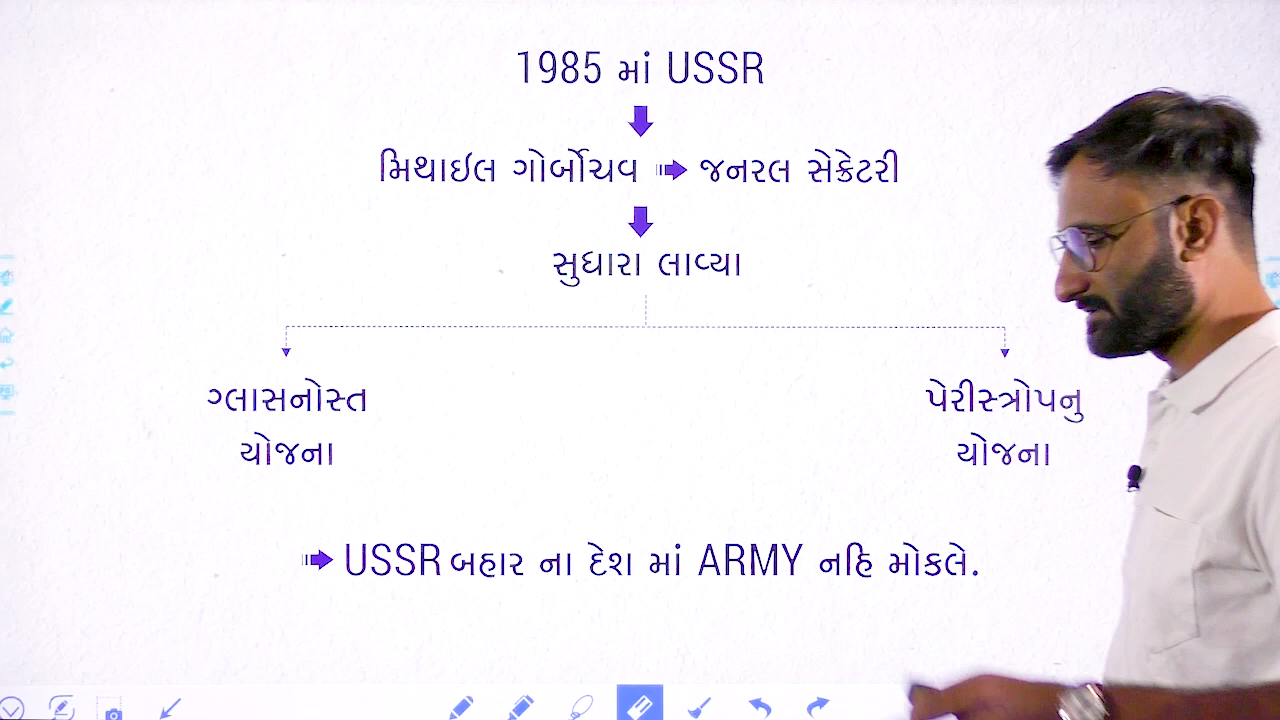 1985 માં USSR
મિથાઈલ ગોર્બોચવ જનરલ સેક્રેટરી
સુધારા લાવ્યા
ગ્લાસનોસ્ત યોજના
પેરીસ્ત્રોપનુ યોજના
USSR બહાર ના દેશ માં ARMY નહિ મોકલે.